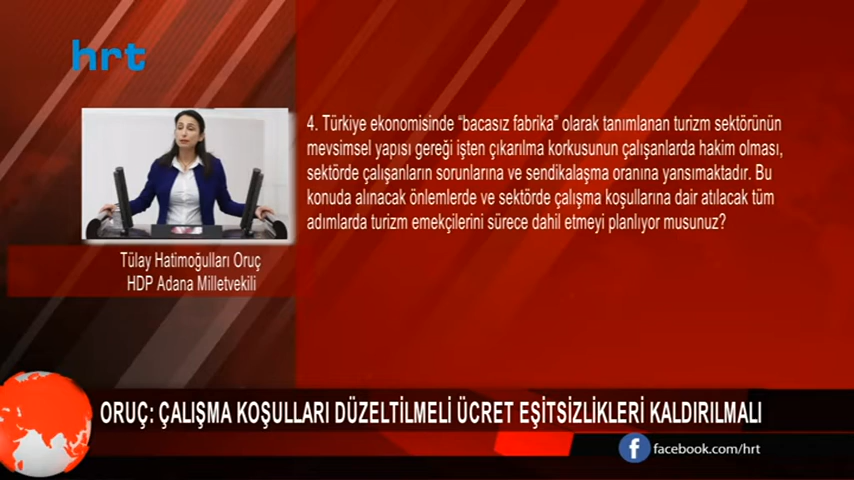 hrt
4. Türkiye ekonomisinde “bacasız fabrika” olarak tanımlanan turizm sektörünün
mevsimsel yapısı gereği işten çıkarılma korkusunun çalışanlarda hakim olması,
sektörde çalışanların sorunlarına ve sendikalaşma oranına yansımaktadır. Bu
konuda alınacak önlemlerde ve sektörde çalışma koşullarına dair atılacak tüm
adımlarda turizm emekçilerini sürece dahil etmeyi planlıyor musunuz?
Tülay Hatimoğulları Oruç
HDP Adana Milletvekili
ORUÇ: ÇALIŞMA KOŞULLARI DÜZELTİLMELİ ÜCRET EŞİTSİZLİKLERİ KALDIRILMALI
f facebook.com/hrt